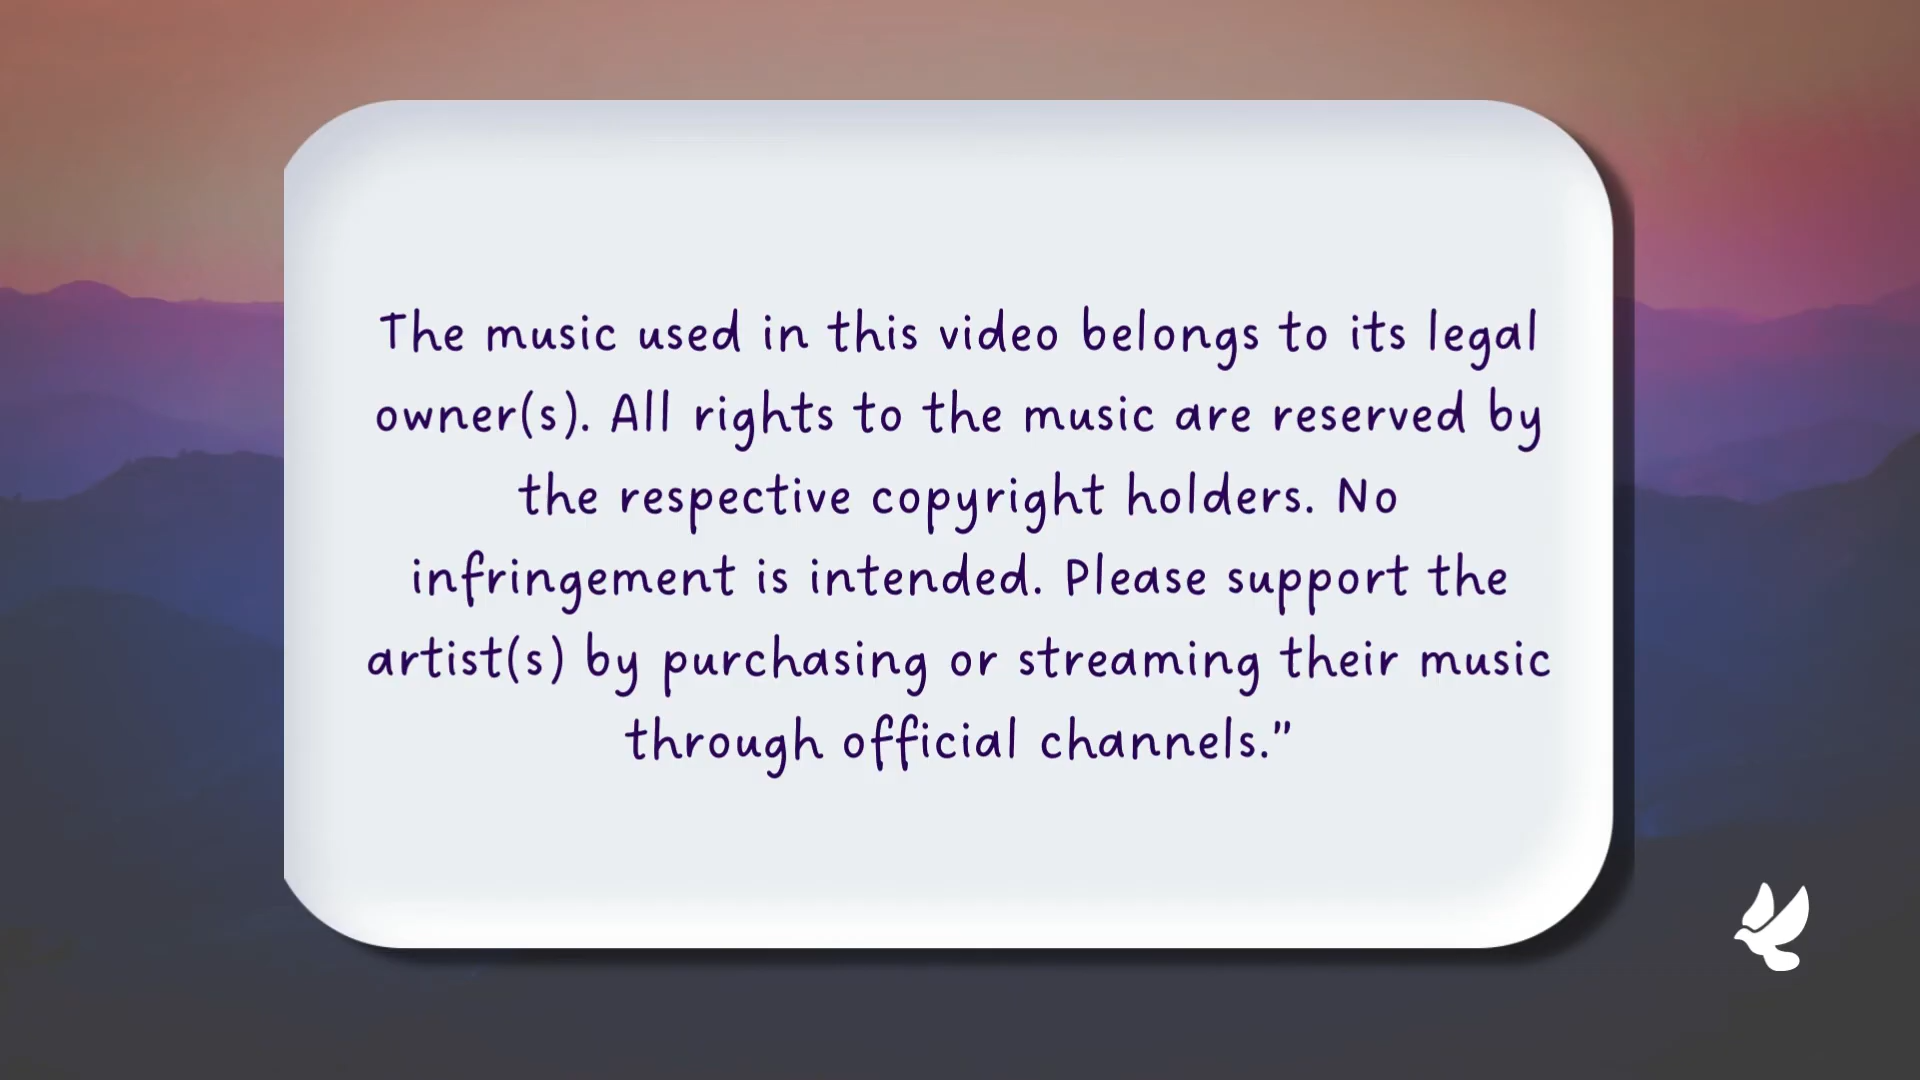 The music used in this video belongs to its legal
owner(s). All rights to the music are reserved by
the respective copyright holders. No
infringement is intended. Please support the
artist(s) by purchasing or streaming their music
through official channels."